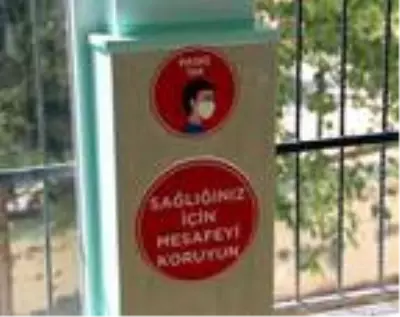 MASKE
TAK
SAĞLIĞINIZ
İÇİN
MESAFEYİ
KORUYUN